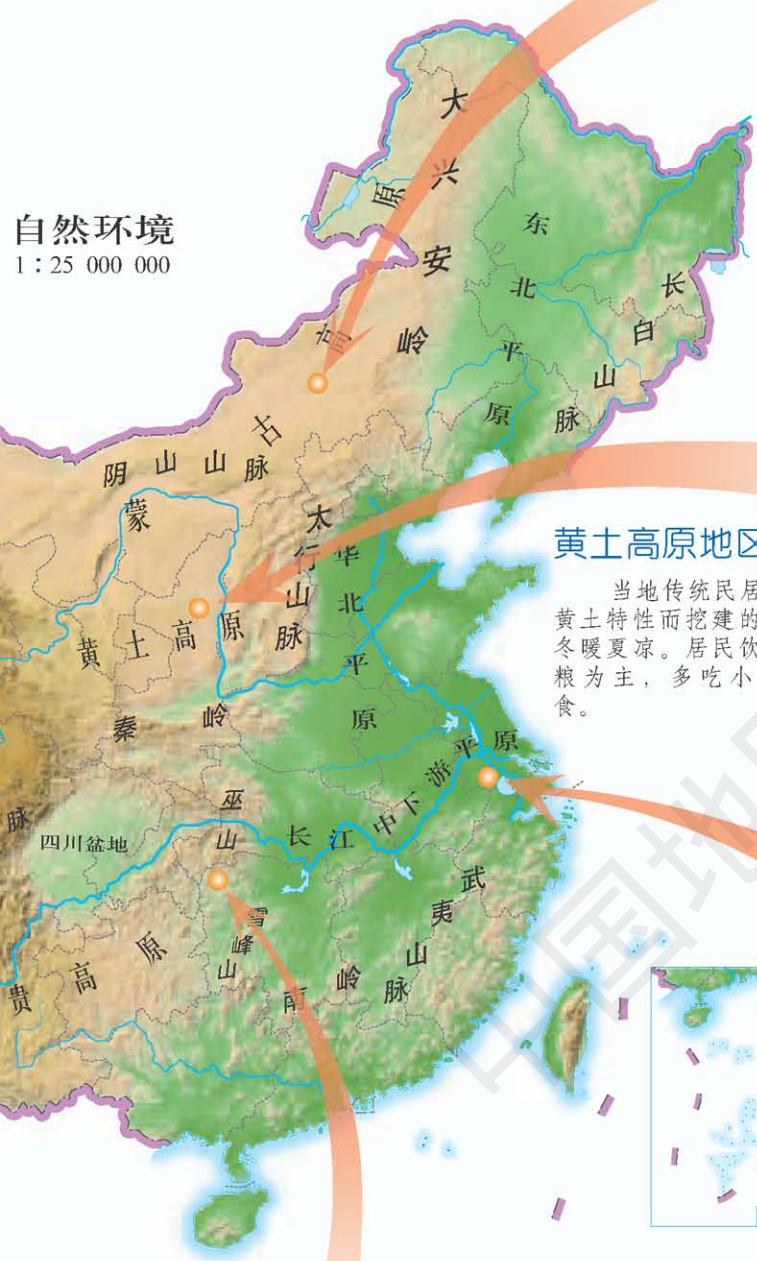 自然环境
1∶25 000 000
大兴安岭
原
东北平原
长白山脉
高
古
阴山山脉
蒙
太行山脉
华北平原
黄土高原
秦岭
黄土高原地区
当地传统民居
黄土特性而挖建的
冬暖夏凉。居民饮
粮为主，多吃小
食。
巫山
长江中下游平原
脉
四川盆地
武夷山脉
雪峰山
贵高原
南岭
中国地